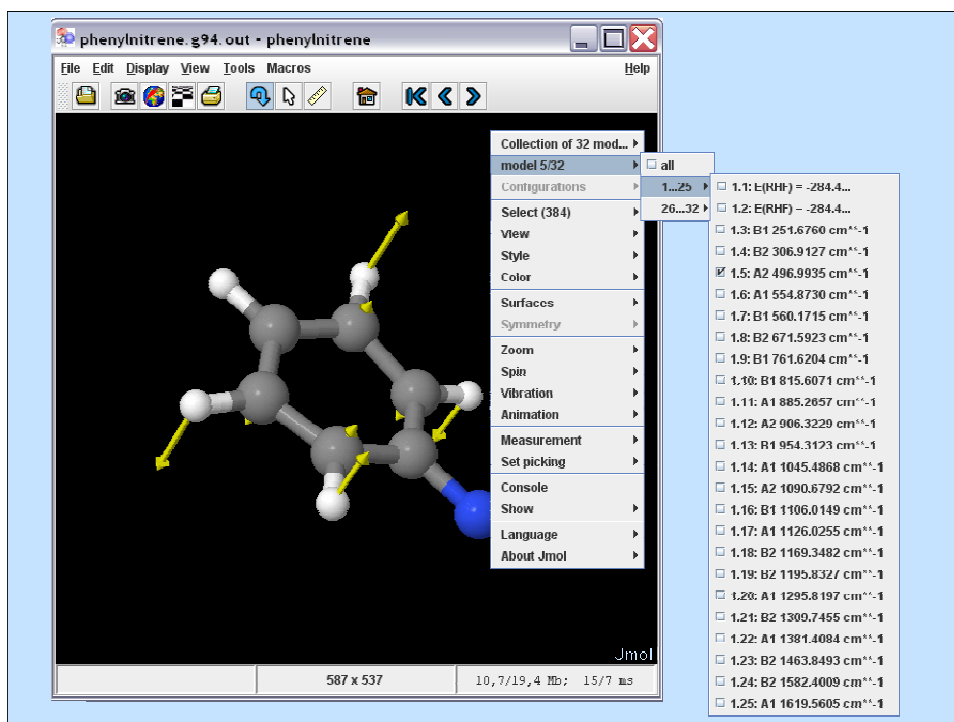 phenylnitrene.g94.out - phenylnitrene
File Edit Display View Tools Macros Help
Collection of 32 mod...
model 5/32
Configurations
Select (384)
View
Style
Color
Surfaces
Symmetry
Zoom
Spin
Vibration
Animation
Measurement
Set picking
Console
Show
Language
About Jmol
all
1...25
26...32
1.1: E(RHF) = -284.4...
1.2: E(RHF) = -284.4...
1.3: B1 251.6760 cm**-1
1.4: B2 306.9127 cm**-1
1.5: A2 496.9935 cm**-1
1.6: A1 554.8730 cm**-1
1.7: B1 560.1715 cm**-1
1.8: B2 671.5923 cm**-1
1.9: B1 761.6204 cm**-1
1.10: B1 815.6071 cm**-1
1.11: A1 885.2657 cm**-1
1.12: A2 906.3229 cm**-1
1.13: B1 954.3123 cm**-1
1.14: A1 1045.4868 cm**-1
1.15: A2 1090.6792 cm**-1
1.16: B1 1106.0149 cm**-1
1.17: A1 1126.0255 cm**-1
1.18: B2 1169.3482 cm**-1
1.19: B2 1195.8327 cm**-1
1.20: A1 1295.8197 cm**-1
1.21: B2 1309.7455 cm**-1
1.22: A1 1381.4084 cm**-1
1.23: B2 1463.8493 cm**-1
1.24: B2 1582.4009 cm**-1
1.25: A1 1619.5605 cm**-1
Jmol
587 x 537
10,7/19,4 Mb; 15/7 ms